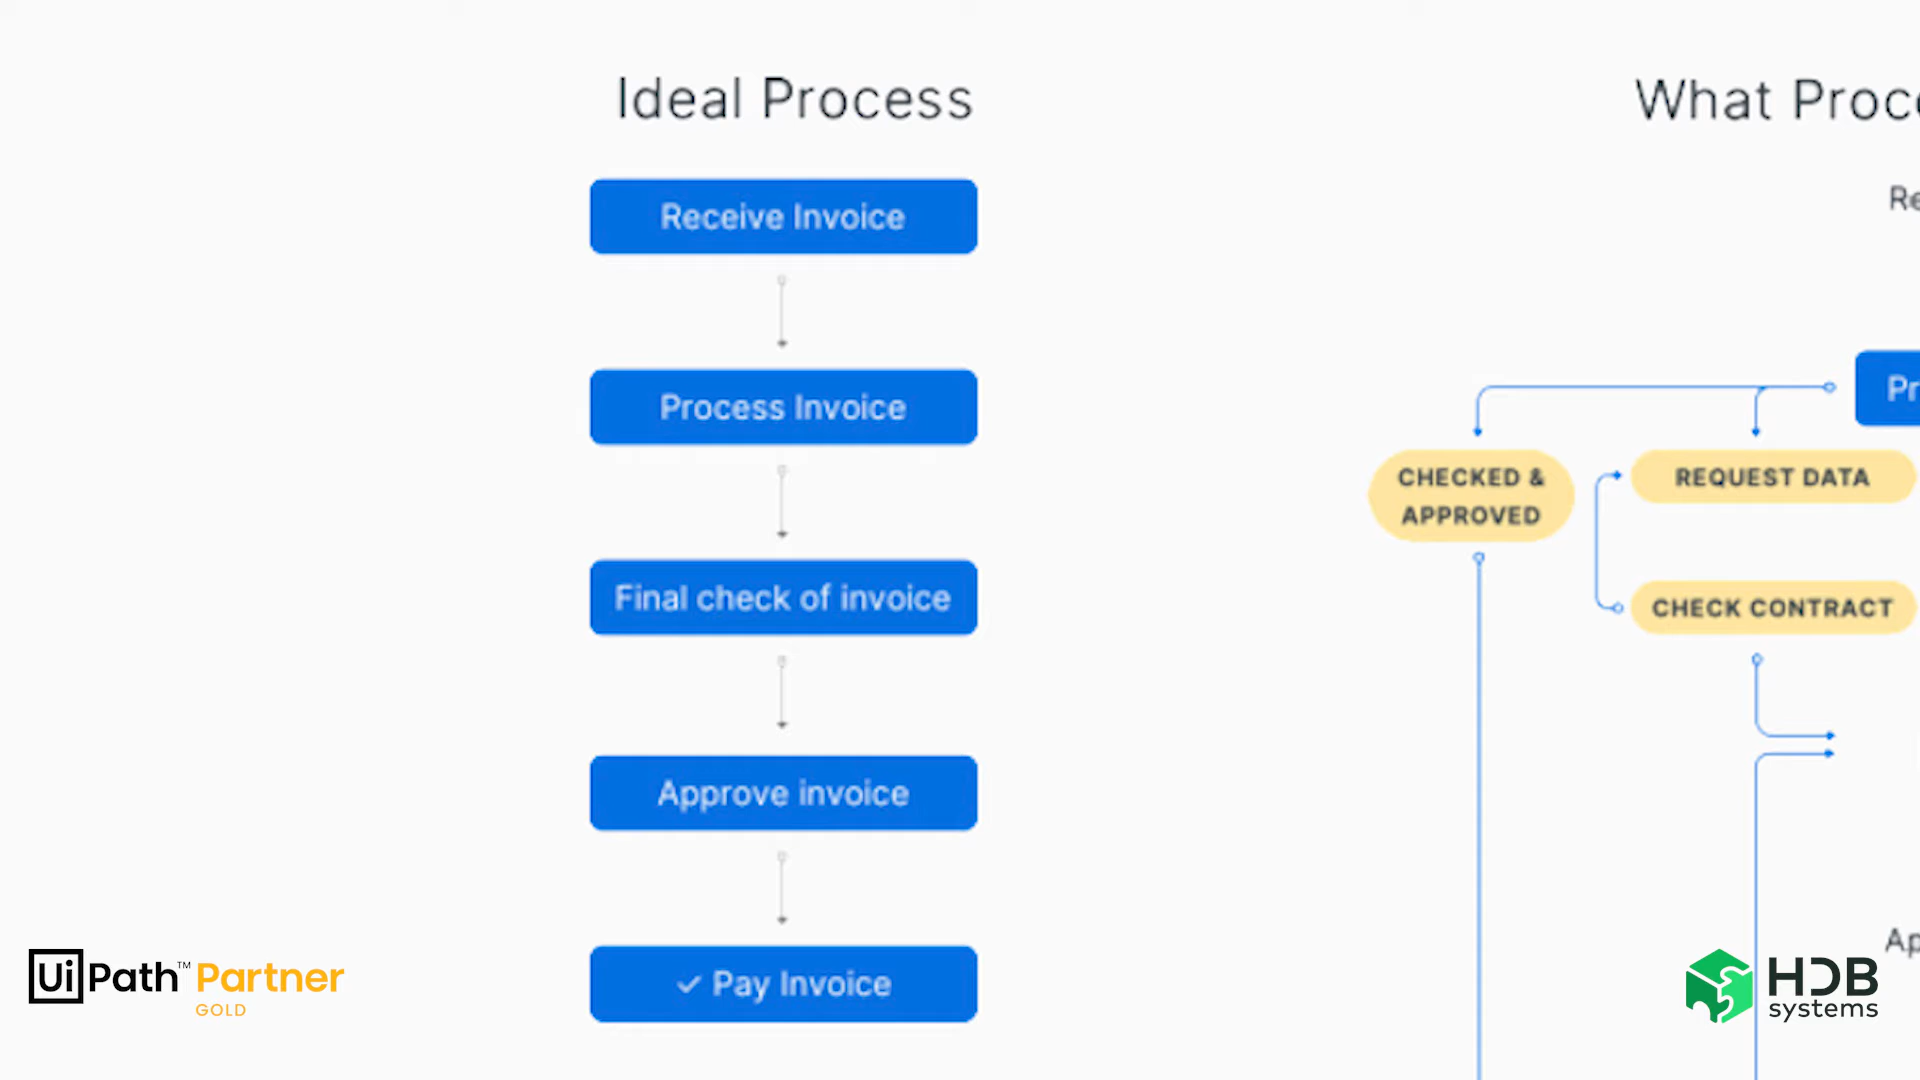 Ideal Process
Receive Invoice
Process Invoice
Final check of invoice
Approve invoice
✓ Pay Invoice
What
CHECKED &
APPROVED
REQUEST DATA
CHECK CONTRACT
UiPath™ Partner
GOLD
HDB
systems